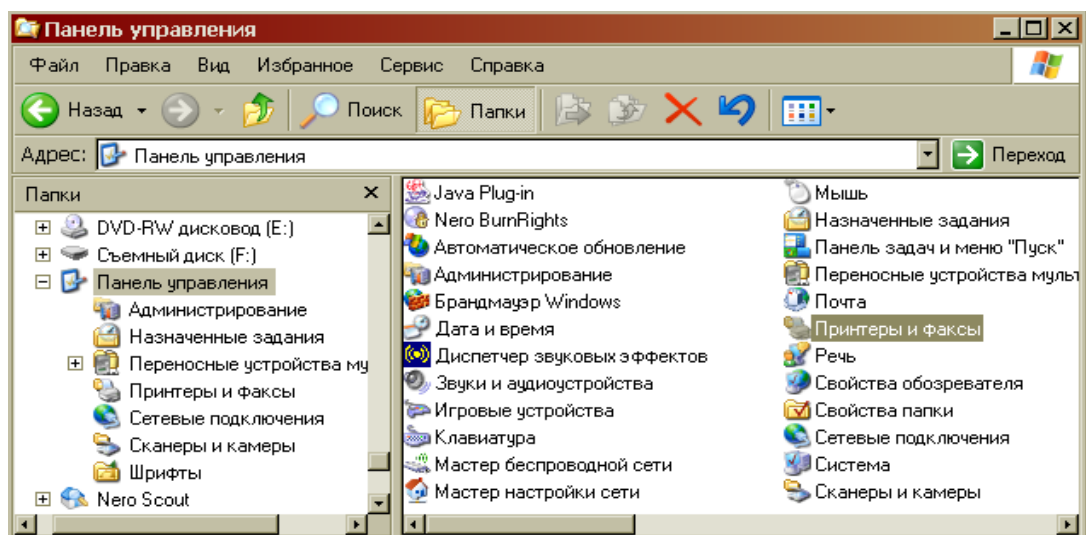 Панель управления
Файл Правка Вид Избранное Сервис Справка
Назад Поиск Папки
Адрес: Панель управления Переход
Папки
DVD-RW дисковод (E:)
Съемный диск (F:)
Панель управления
Администрирование
Назначенные задания
Переносные устройства му
Принтеры и факсы
Сетевые подключения
Сканеры и камеры
Шрифты
Nero Scout
Java Plug-in
Nero BurnRights
Автоматическое обновление
Администрирование
Брандмауэр Windows
Дата и время
Диспетчер звуковых эффектов
Звуки и аудиоустройства
Игровые устройства
Клавиатура
Мастер беспроводной сети
Мастер настройки сети
Мышь
Назначенные задания
Панель задач и меню "Пуск"
Переносные устройства муль
Почта
Принтеры и факсы
Речь
Свойства обозревателя
Свойства папки
Сетевые подключения
Система
Сканеры и камеры